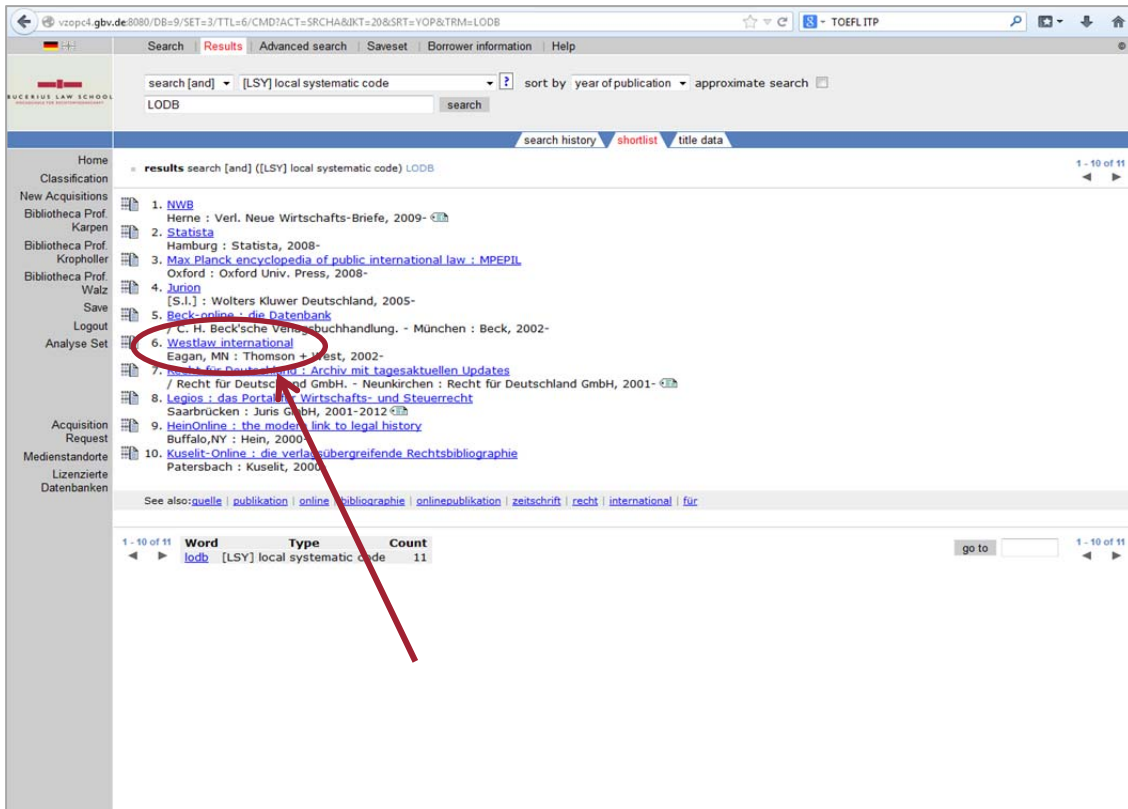 vzopc4.gbv.de:8080/DB=9/SET=3/TTL=6/CMD?ACT=SRCHA&IKT=20&SRT=YOP&TRM=LODB
8 - TOEFL ITP
Search | Results | Advanced search | Saveset | Borrower information | Help
BUCERIUS LAW SCHOOL
search [and] [LSY] local systematic code ? sort by year of publication approximate search
LODB search
search history shortlist title data
Home
Classification
New Acquisitions
Bibliotheca Prof.
Karpen
Bibliotheca Prof.
Kropholler
Bibliotheca Prof.
Walz
Save
Logout
Analyse Set
Acquisition
Request
Medienstandorte
Lizenzierte
Datenbanken
results search [and] ([LSY] local systematic code) LODB
1 - 10 of 11
1. NWB
Herne : Verl. Neue Wirtschafts-Briefe, 2009-
2. Statista
Hamburg : Statista, 2008-
3. Max Planck encyclopedia of public international law : MPEPIL
Oxford : Oxford Univ. Press, 2008-
4. Jurion
[S.l.] : Wolters Kluwer Deutschland, 2005-
5. Beck-online : die Datenbank
/ C. H. Beck'sche Verlagsbuchhandlung. - München : Beck, 2002-
6. Westlaw international
Eagan, MN : Thomson + West, 2002-
7. Recht für Deutschland : Archiv mit tagesaktuellen Updates
/ Recht für Deutschland GmbH. - Neunkirchen : Recht für Deutschland GmbH, 2001-
8. Legios : das Portal für Wirtschafts- und Steuerrecht
Saarbrücken : Juris GmbH, 2001-2012
9. HeinOnline : the modern link to legal history
Buffalo,NY : Hein, 2000-
10. Kuselit-Online : die verlagsübergreifende Rechtsbibliographie
Patersbach : Kuselit, 2000
See also:quelle | publikation | online | bibliographie | onlinepublikation | zeitschrift | recht | international | für
1 - 10 of 11 Word Type Count
lodb [LSY] local systematic code 11
go to
1 - 10 of 11